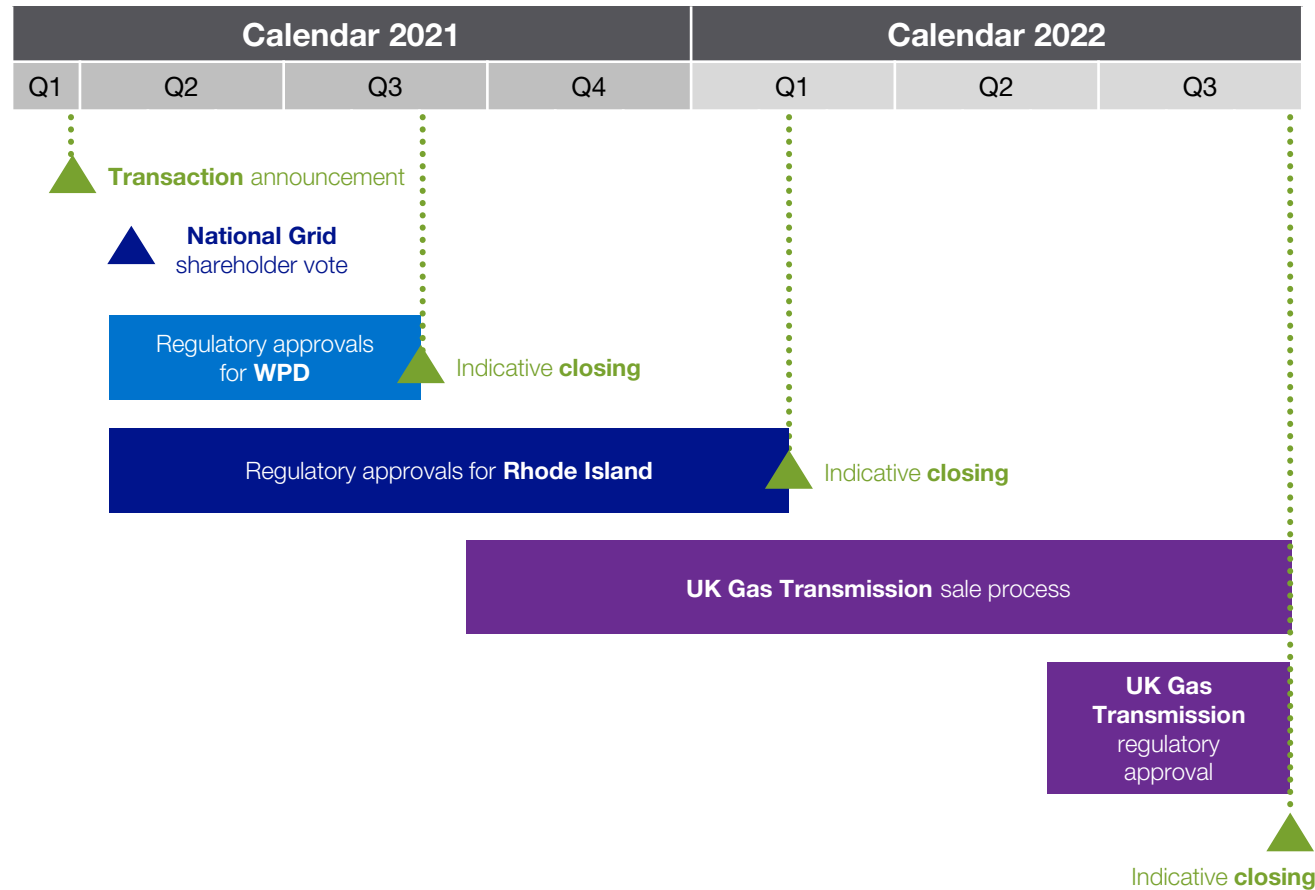 Calendar 2021
Calendar 2022
Q1
Q2
Q3
Q4
Q1
Q2
Q3
Transaction announcement
National Grid
shareholder vote
Regulatory approvals
for WPD
Indicative closing
Regulatory approvals for Rhode Island
Indicative closing
UK Gas Transmission sale process
UK Gas
Transmission
regulatory
approval
Indicative closing